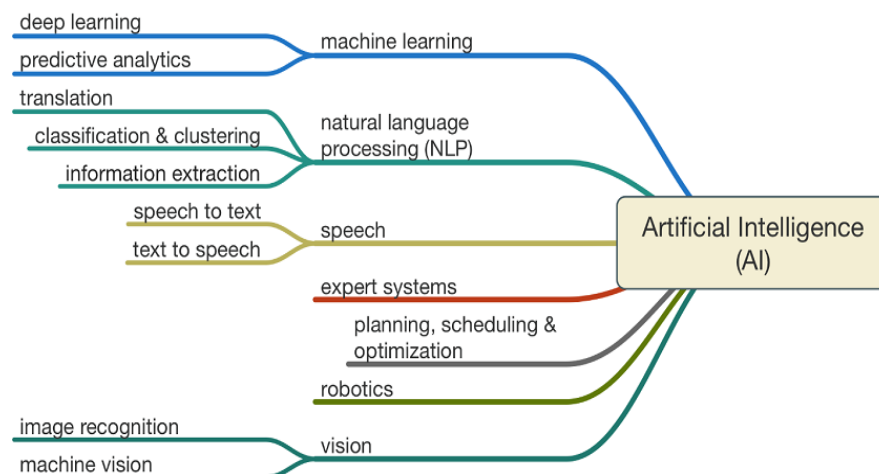 deep learning
predictive analytics
machine learning
translation
classification & clustering
information extraction
natural language
processing (NLP)
speech to text
text to speech
speech
expert systems
planning, scheduling &
optimization
robotics
image recognition
machine vision
vision
Artificial Intelligence
(AI)